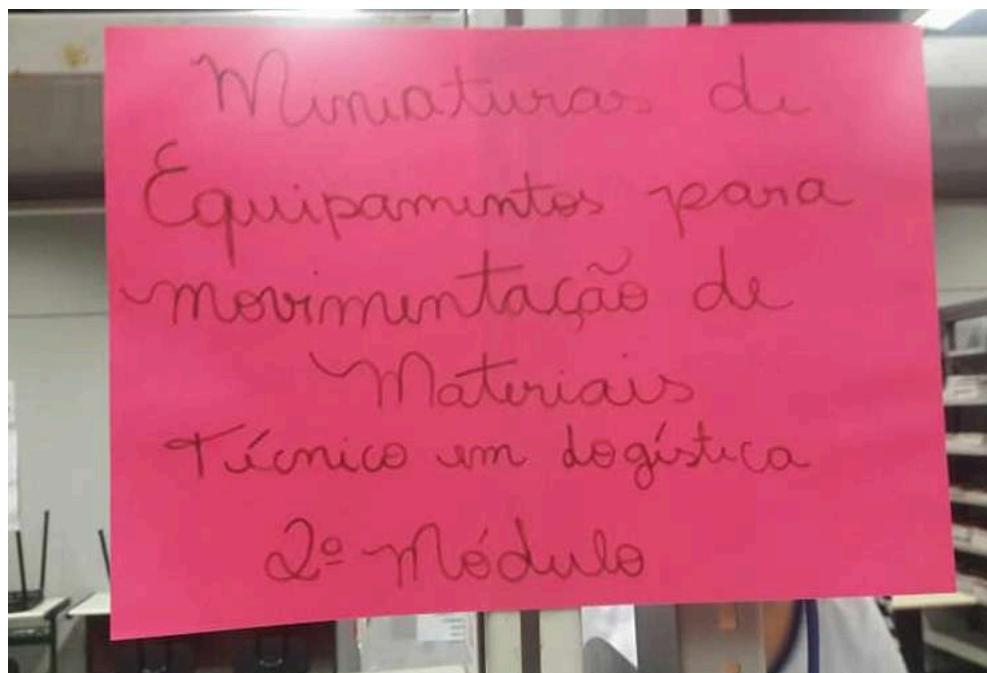 Miniaturas de
Equipamentos para
movimentação de
Materiais
Técnico em Logística
2º Módulo